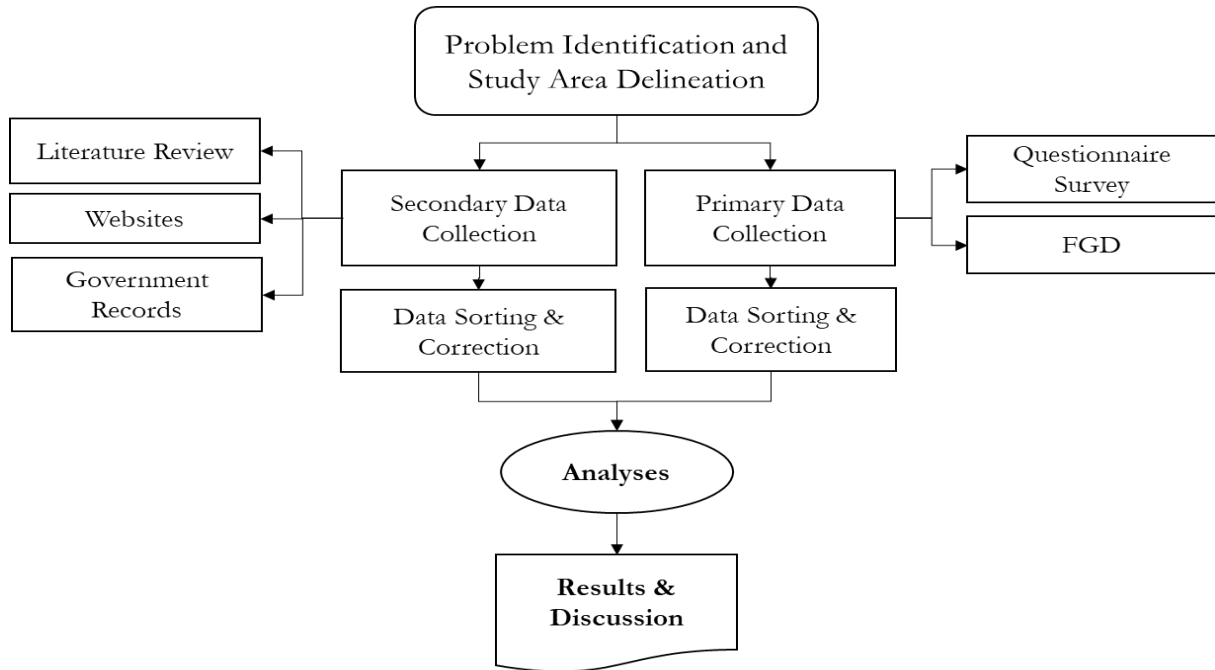 Problem Identification and
Study Area Delineation
Literature Review
Websites
Government
Records
Secondary Data
Collection
Primary Data
Collection
Questionnaire
Survey
FGD
Data Sorting &
Correction
Data Sorting &
Correction
Analyses
Results &
Discussion